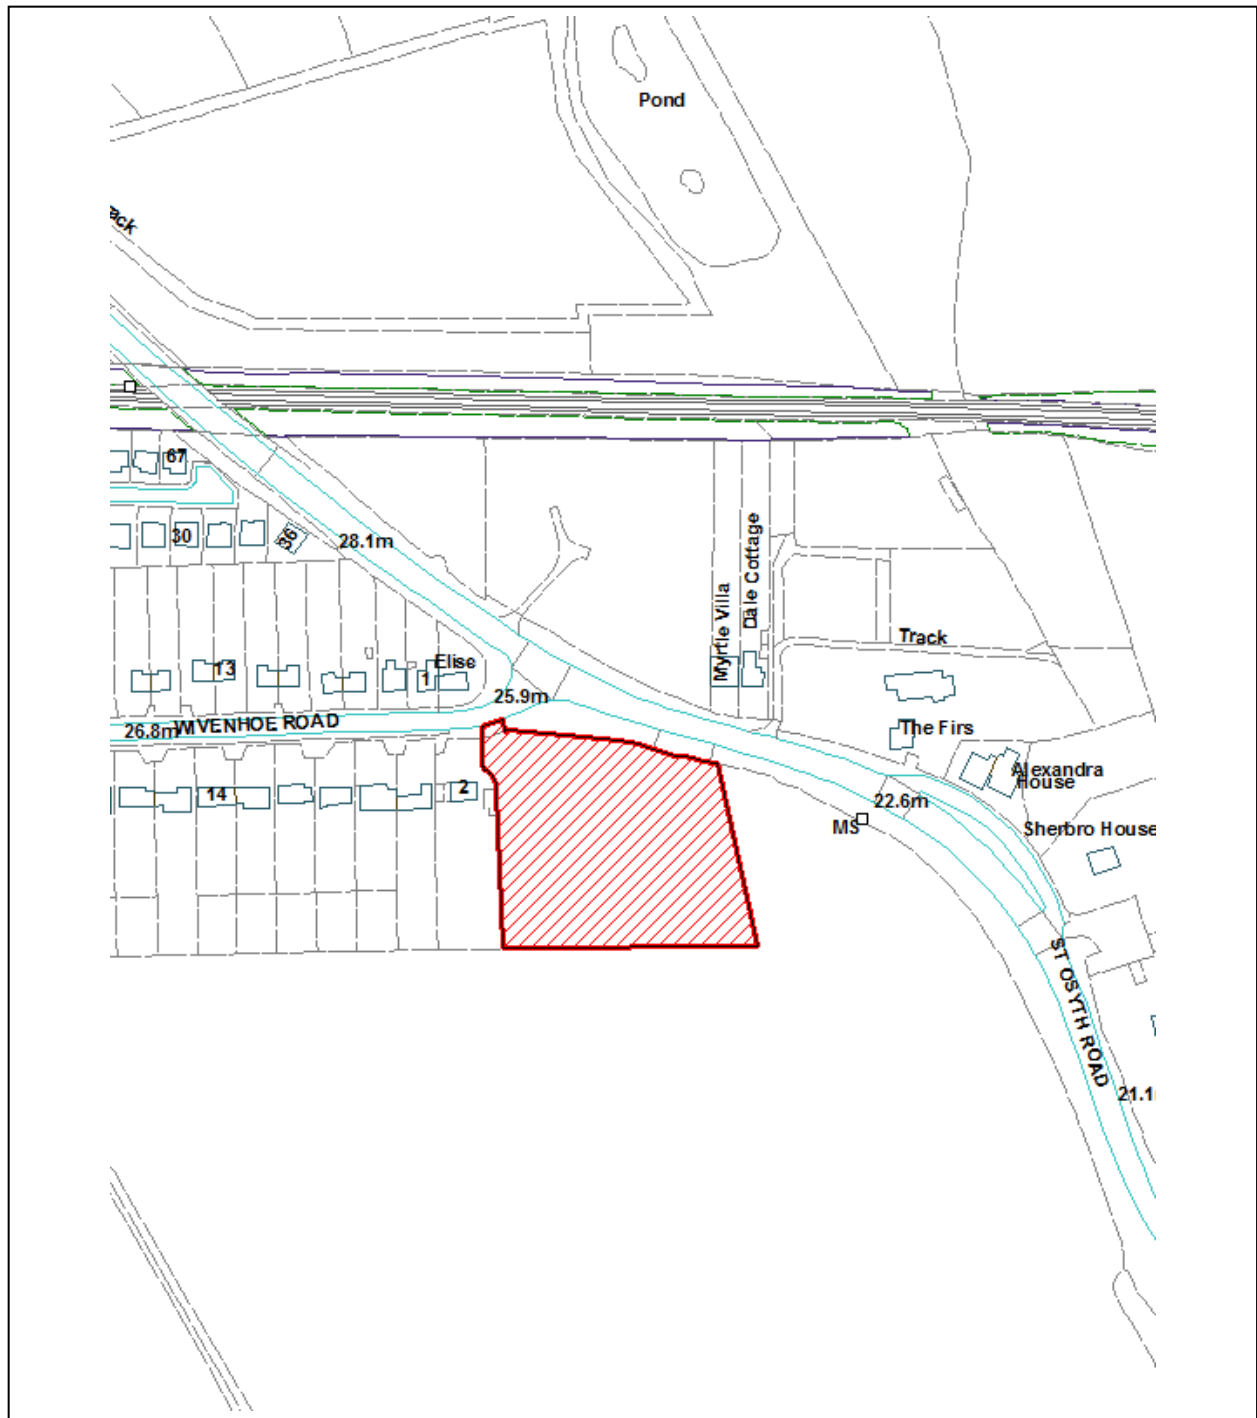 Pond
ack
67
30
36
28.1m
Myrtle Villa
Dale Cottage
Track
13
Elise
1
25.9m
26.8m
WIVENHOE ROAD
The Firs
Alexandra
House
14
2
22.6m
MS
Sherbro House
ST OSYTH ROAD
21.1